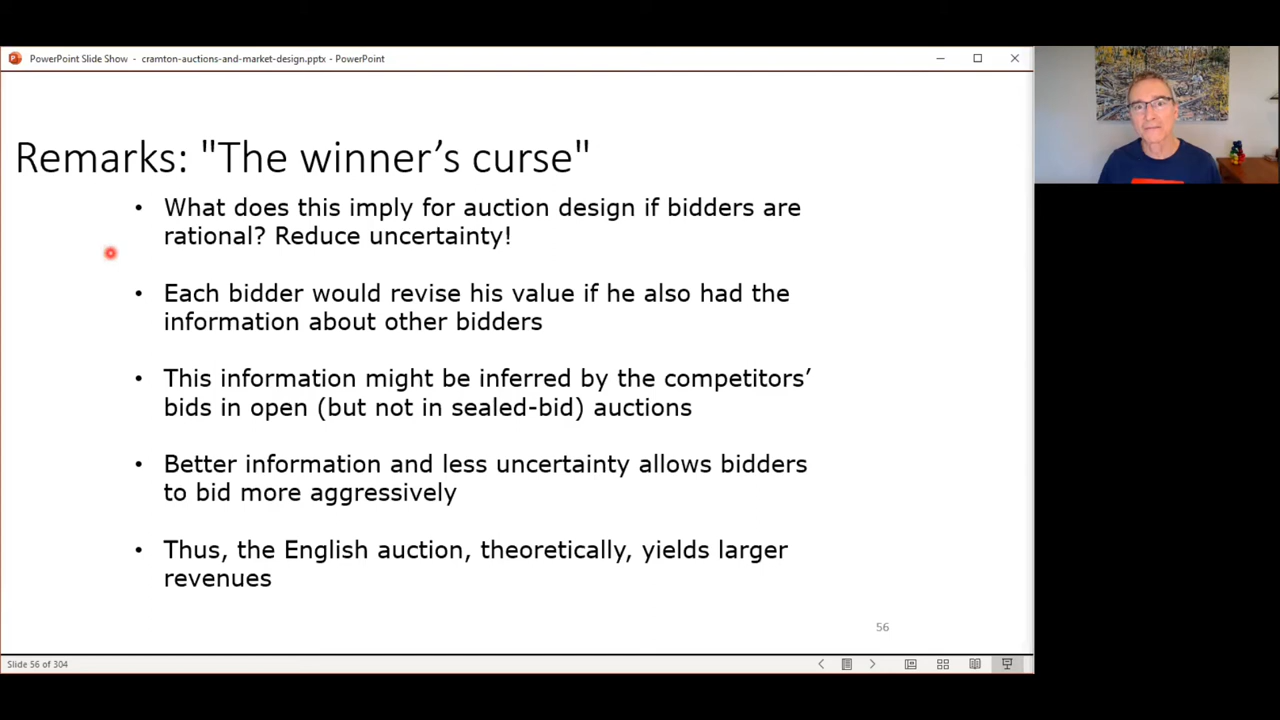 PowerPoint Slide Show - cramton-auctions-and-market-design.pptx - PowerPoint
Remarks: "The winner’s curse"
• What does this imply for auction design if bidders are
rational? Reduce uncertainty!
• Each bidder would revise his value if he also had the
information about other bidders
• This information might be inferred by the competitors’
bids in open (but not in sealed-bid) auctions
• Better information and less uncertainty allows bidders
to bid more aggressively
• Thus, the English auction, theoretically, yields larger
revenues
56
Slide 56 of 304